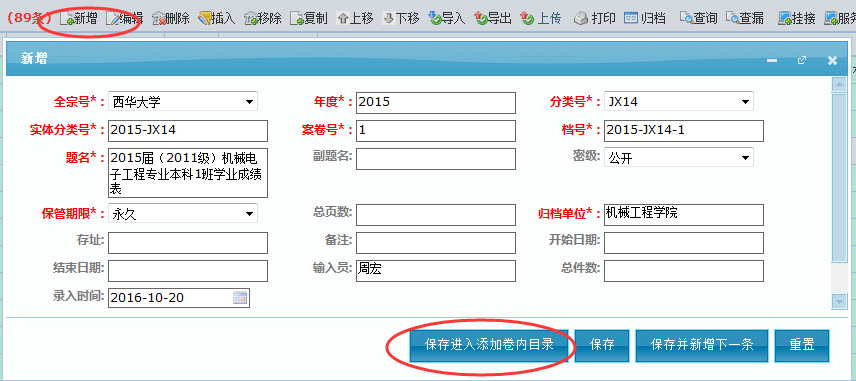 (89条) 新增 编辑 删除 插入 移除 复制 上移 下移 导入 导出 上传 打印 归档 查询 查漏 挂接 服务
新增
全宗号*: 西华大学 年度*: 2015 分类号*: JX14
实体分类号*: 2015-JX14 案卷号*: 1 档号*: 2015-JX14-1
题名*: 2015届（2011级）机械电 副题名: 密级: 公开
子工程专业本科1班学业成绩
表
保管期限*: 永久 总页数: 归档单位*: 机械工程学院
存址: 备注: 开始日期:
结束日期: 输入员: 周宏 总件数:
录入时间: 2016-10-20
保存进入添加卷内目录 保存 保存并新增下一条 重置